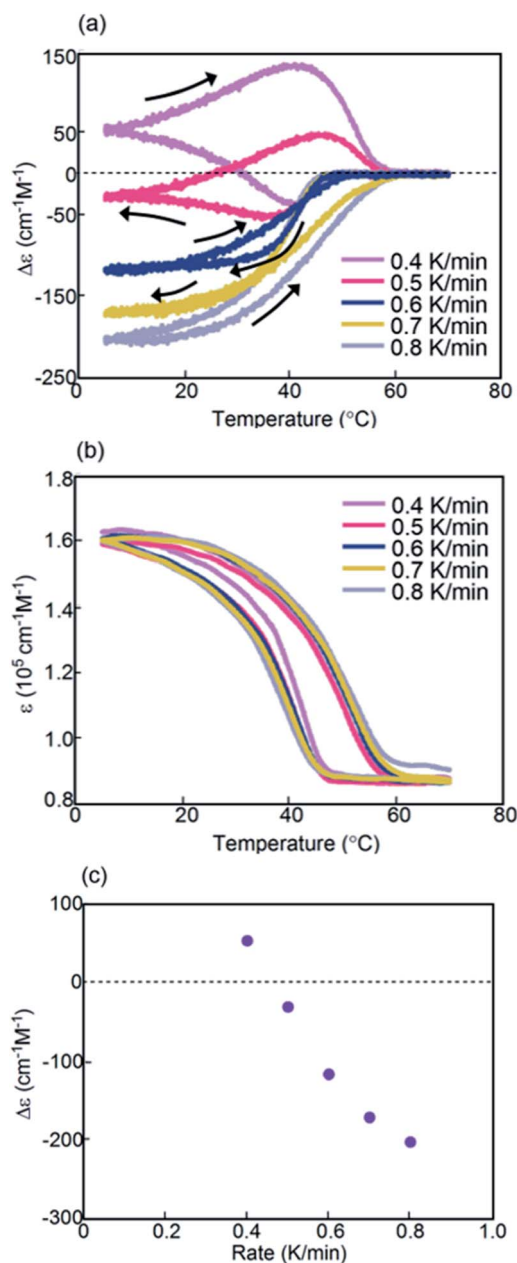 (a)
150
50
0
-50
-150
-250
Δε (cm⁻¹M⁻¹)
0.4 K/min
0.5 K/min
0.6 K/min
0.7 K/min
0.8 K/min
0 20 40 60 80
Temperature (°C)
(b)
1.8
1.6
1.4
1.2
1.0
0.8
ε (10⁵ cm⁻¹M⁻¹)
0.4 K/min
0.5 K/min
0.6 K/min
0.7 K/min
0.8 K/min
0 20 40 60 80
Temperature (°C)
(c)
100
0
-100
-200
-300
Δε (cm⁻¹M⁻¹)
0 0.2 0.4 0.6 0.8 1.0
Rate (K/min)